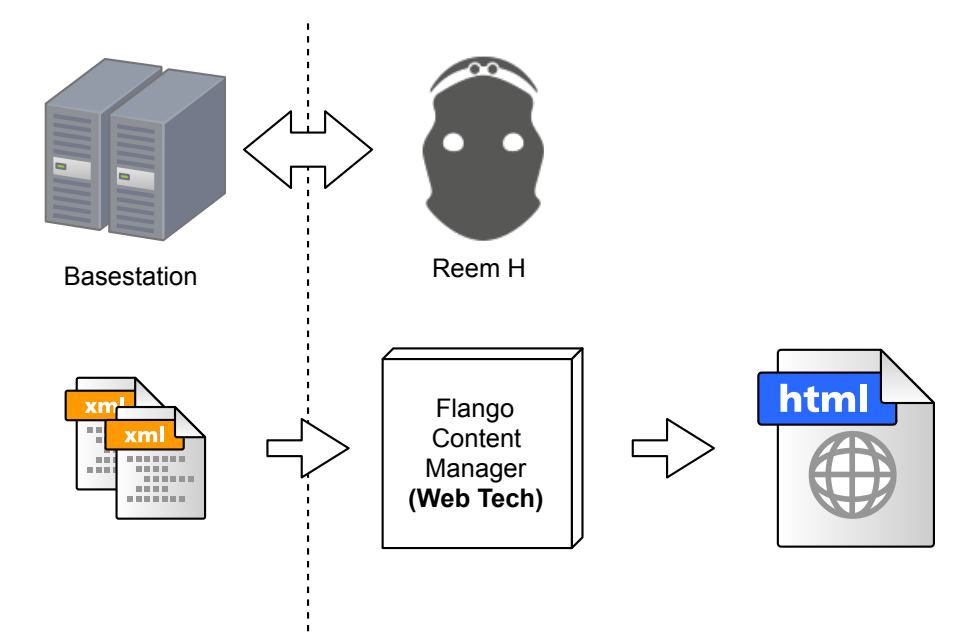 Basestation
Reem H
xml
xml
Flango
Content
Manager
(Web Tech)
html